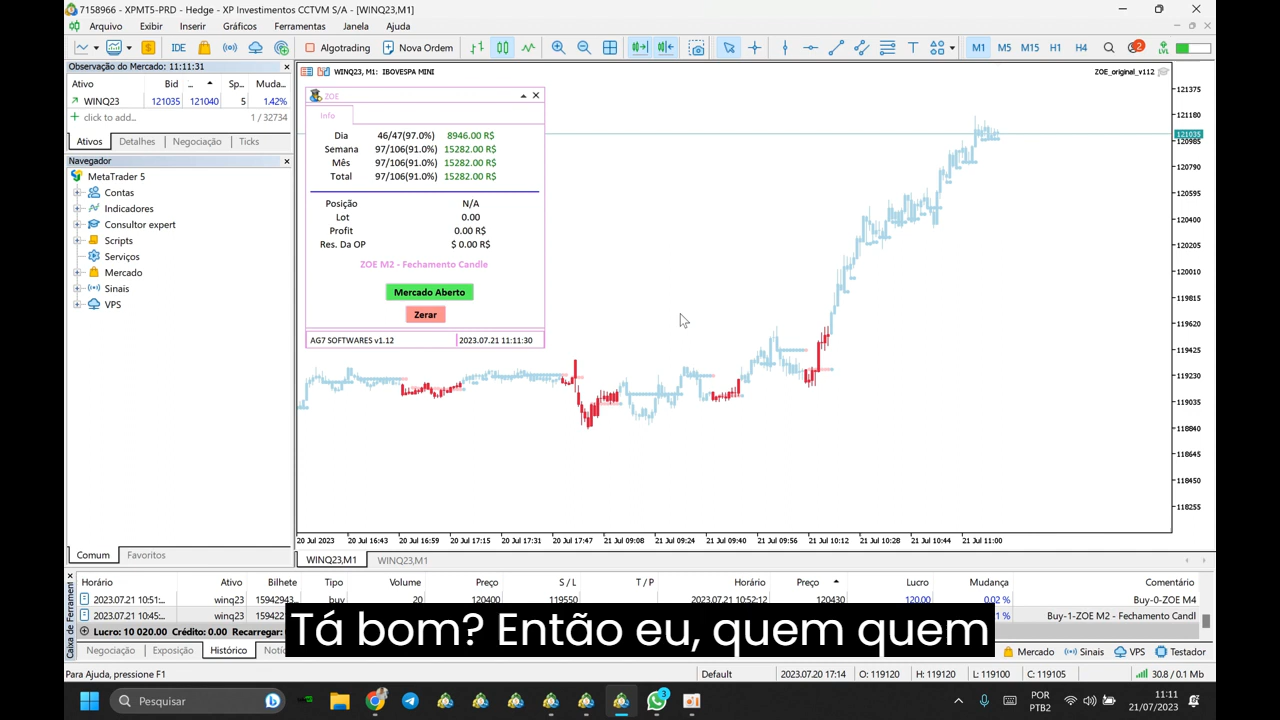 7158966 - XPMT5-PRD - Hedge - XP Investimentos CCTVM S/A - [WINQ23,M1]
Arquivo Exibir Inserir Gráficos Ferramentas Janela Ajuda
IDE Algotrading Nova Ordem M1 M5 M15 H1 H4 2 LVL
Observação do Mercado: 11:11:31
Ativo Bid ... Sp... Muda...
WINQ23 121035 121040 5 1.42%
click to add... 1 / 32734
Ativos Detalhes Negociação Ticks
Navegador
MetaTrader 5
Contas
Indicadores
Consultor expert
Scripts
Serviços
Mercado
Sinais
VPS
Comum Favoritos
WINQ23, M1: IBOVESPA MINI
ZOE_original_v112
ZOE
Info
Dia 46/47(97.0%) 8946.00 R$
Semana 97/106(91.0%) 15282.00 R$
Mês 97/106(91.0%) 15282.00 R$
Total 97/106(91.0%) 15282.00 R$
Posição N/A
Lot 0.00
Profit 0.00 R$
Res. Da OP $ 0.00 R$
ZOE M2 - Fechamento Candle
Mercado Aberto
Zerar
AG7 SOFTWARES v1.12 2023.07.21 11:11:30
121375
121180
121035
120985
120790
120595
120400
120205
120010
119815
119620
119425
119230
119035
118840
118645
118450
118255
20 Jul 2023 20 Jul 16:43 20 Jul 16:59 20 Jul 17:15 20 Jul 17:31 20 Jul 17:47 21 Jul 09:08 21 Jul 09:24 21 Jul 09:40 21 Jul 09:56 21 Jul 10:12 21 Jul 10:28 21 Jul 10:44 21 Jul 11:00
WINQ23,M1 WINQ23,M1
Caixa de Ferrament
Horário Ativo Bilhete Tipo Volume Preço S / L T / P Horário Preço Lucro Mudança Comentário
2023.07.21 10:51:... winq23 15942943... buy 20 120400 119550 2023.07.21 10:52:12 120430 120.00 0.02 % Buy-0-ZOE M4
2023.07.21 10:45:... winq23 Buy-1-ZOE M2 - Fechamento Candl
Lucro: 10 020.00 Crédito: 0.00 Recarregar:
Negociação Exposição Histórico Mercado Sinais VPS Testador
Tá bom? Então eu, quem quem
Para Ajuda, pressione F1 Default 2023.07.20 17:14 O: 119120 H: 119120 L: 119100 C: 119105 30.8 / 0.1 Mb
Pesquisar 3 POR 11:11
PTB2 21/07/2023